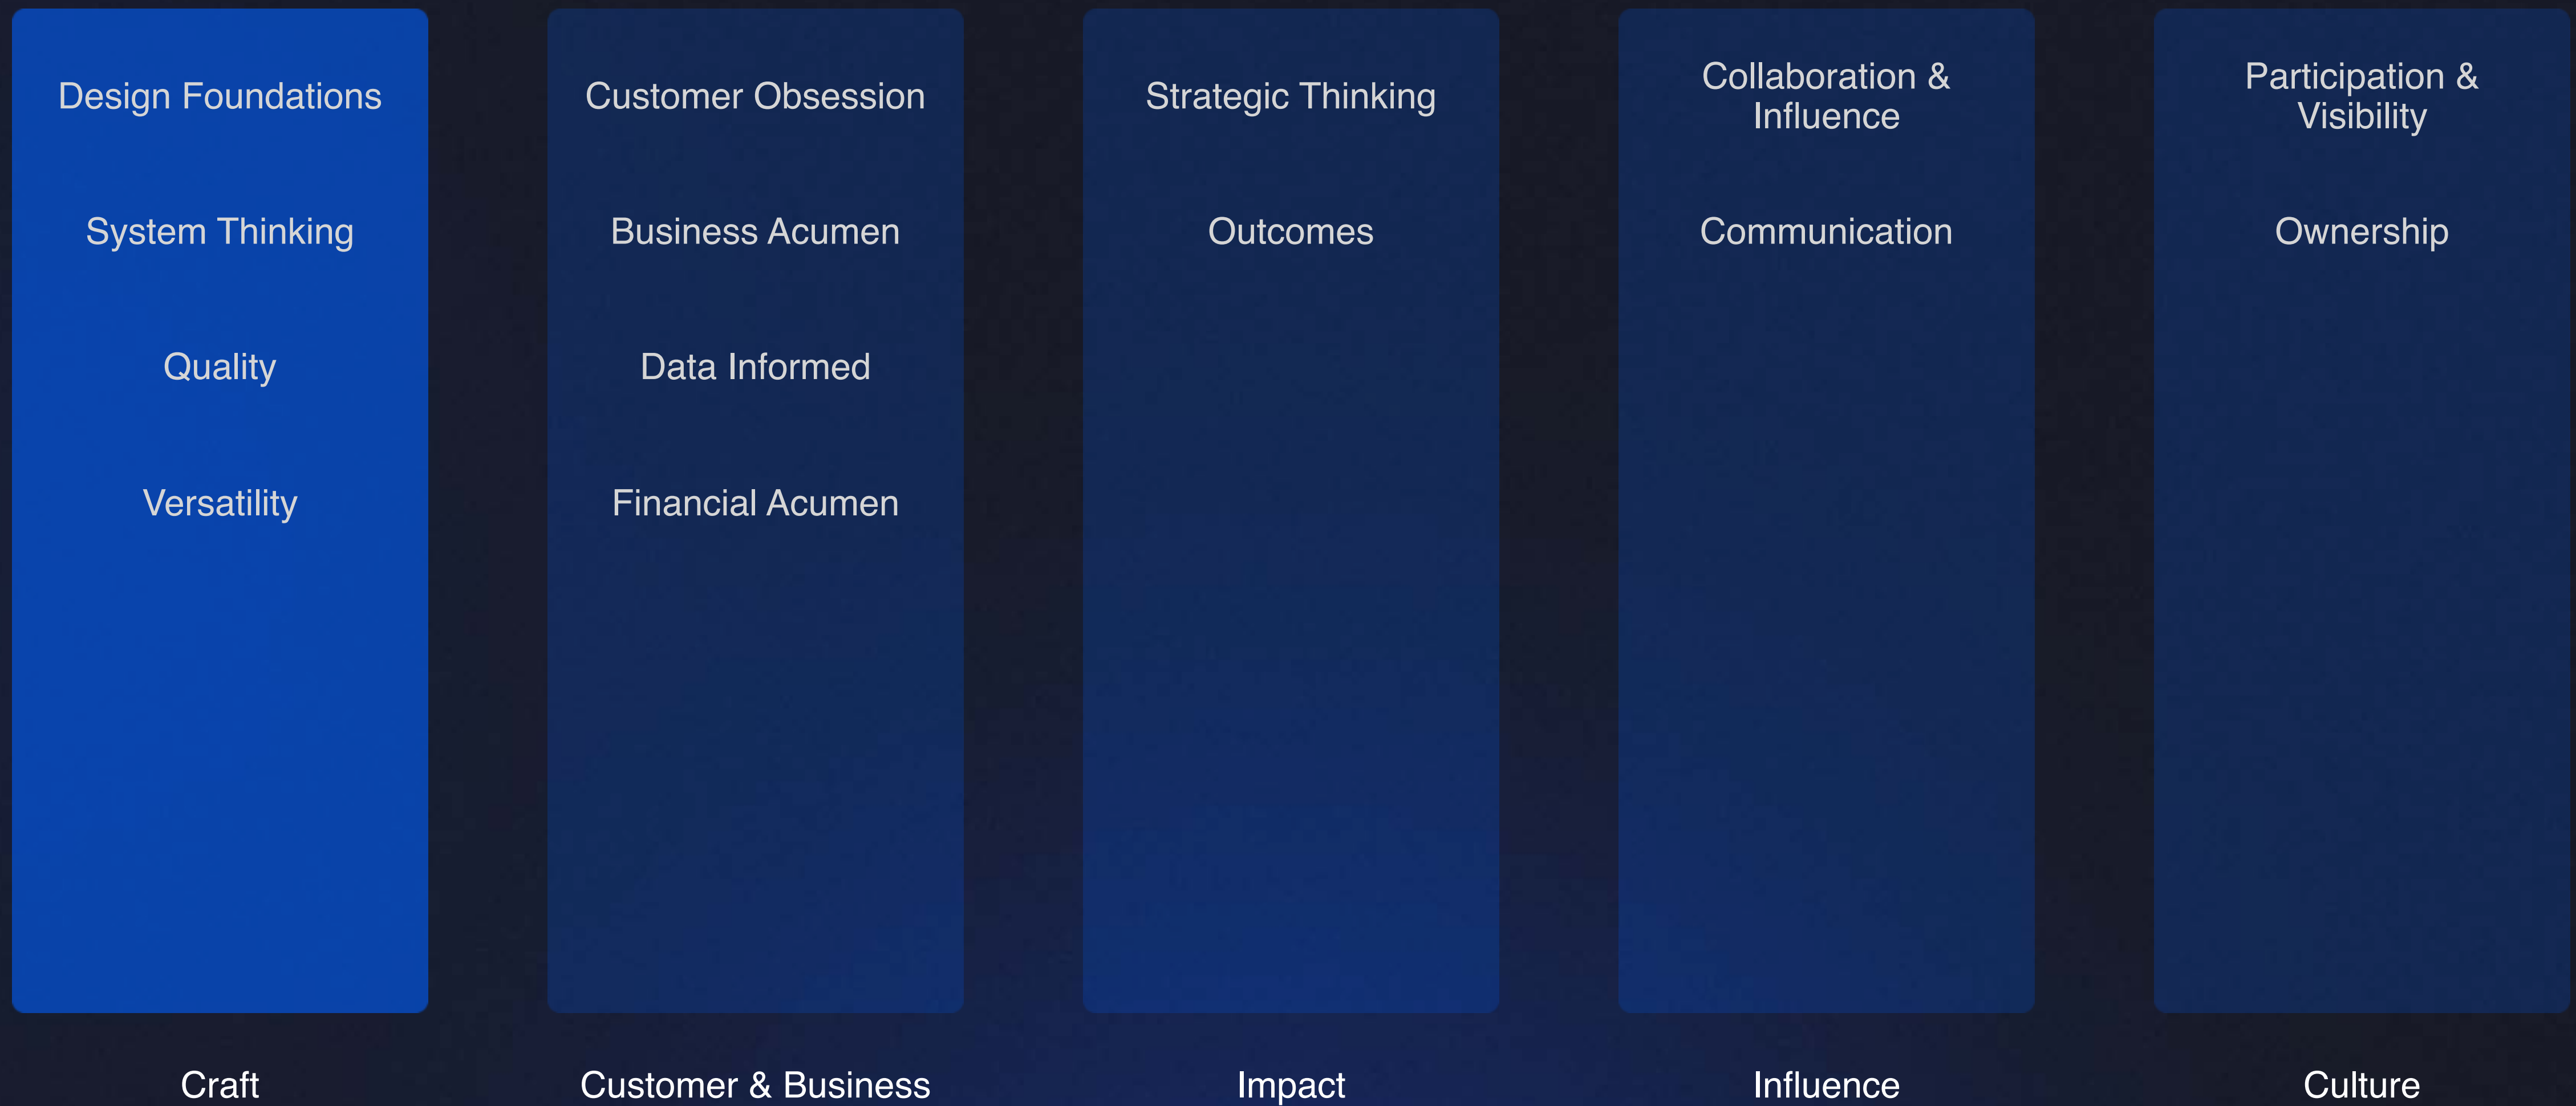 Design Foundations
System Thinking
Quality
Versatility
Craft
Customer Obsession
Business Acumen
Data Informed
Financial Acumen
Customer & Business
Strategic Thinking
Outcomes
Impact
Collaboration &
Influence
Communication
Influence
Participation &
Visibility
Ownership
Culture